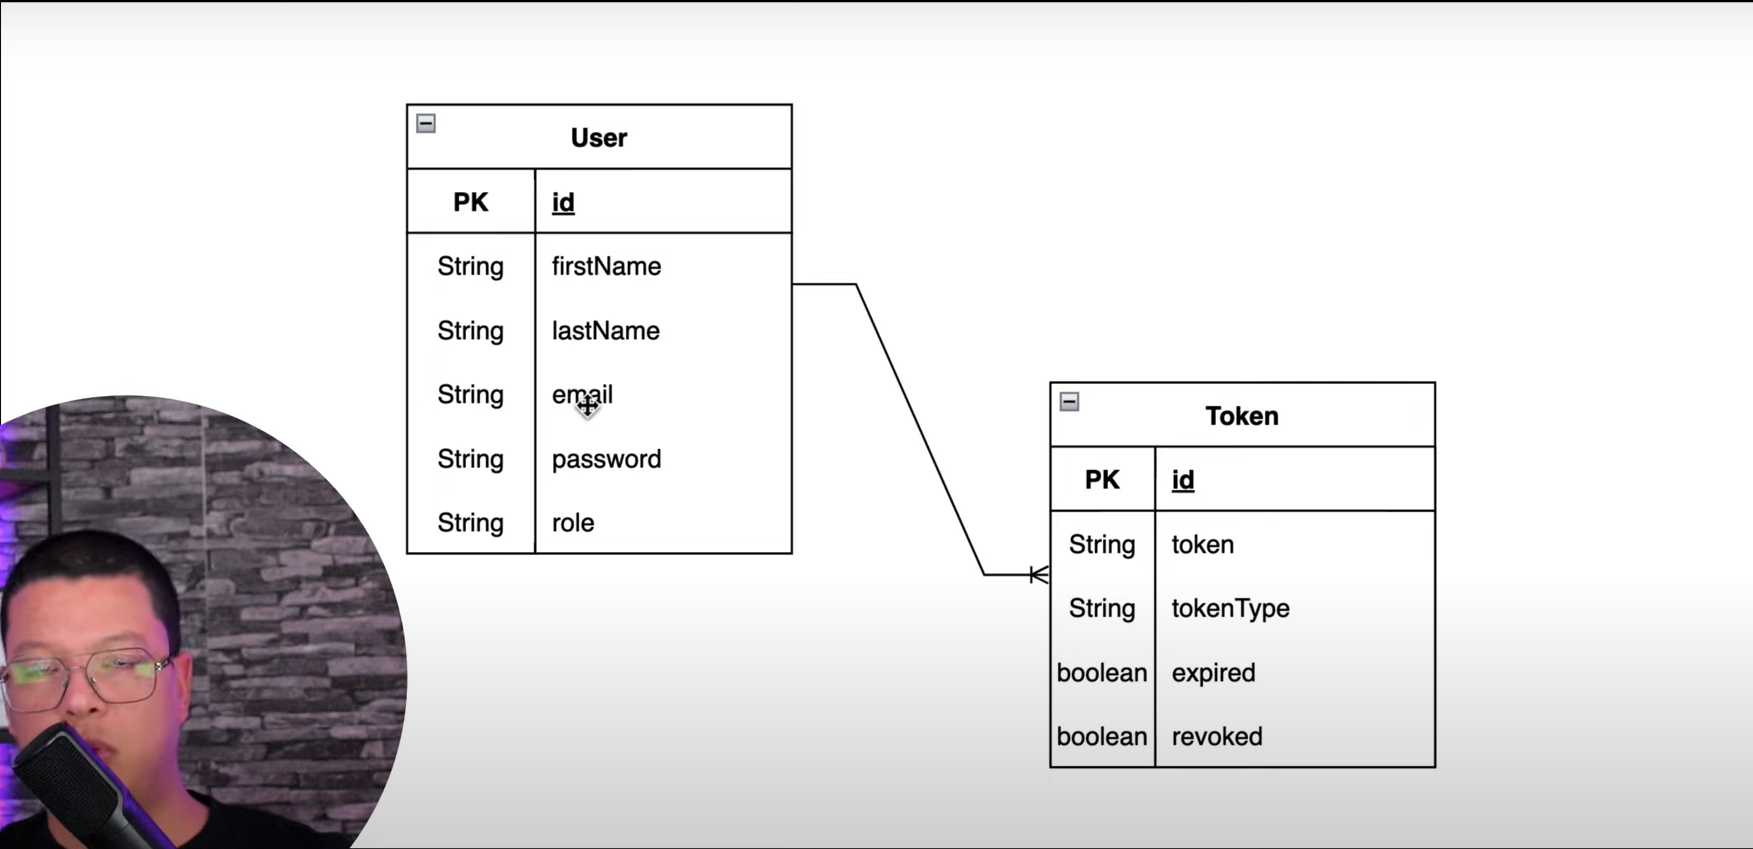 User
PK id
String firstName
String lastName
String email
String password
String role
Token
PK id
String token
String tokenType
boolean expired
boolean revoked